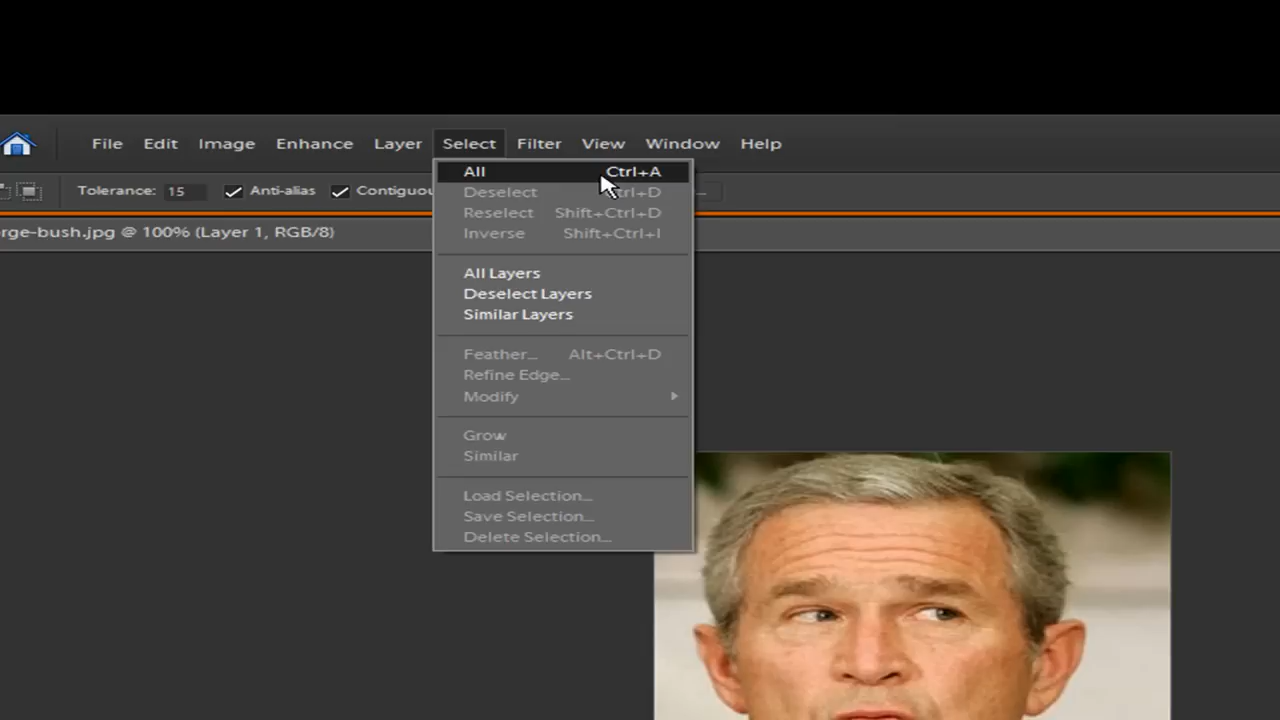 File Edit Image Enhance Layer Select Filter View Window Help
Tolerance: 15 Anti-alias
rge-bush.jpg @ 100% (Layer 1, RGB/8)
All Ctrl+A
Deselect
Reselect Shift+Ctrl+D
Inverse Shift+Ctrl+I
All Layers
Deselect Layers
Similar Layers
Feather... Alt+Ctrl+D
Refine Edge...
Modify
Grow
Similar
Load Selection...
Save Selection...
Delete Selection...